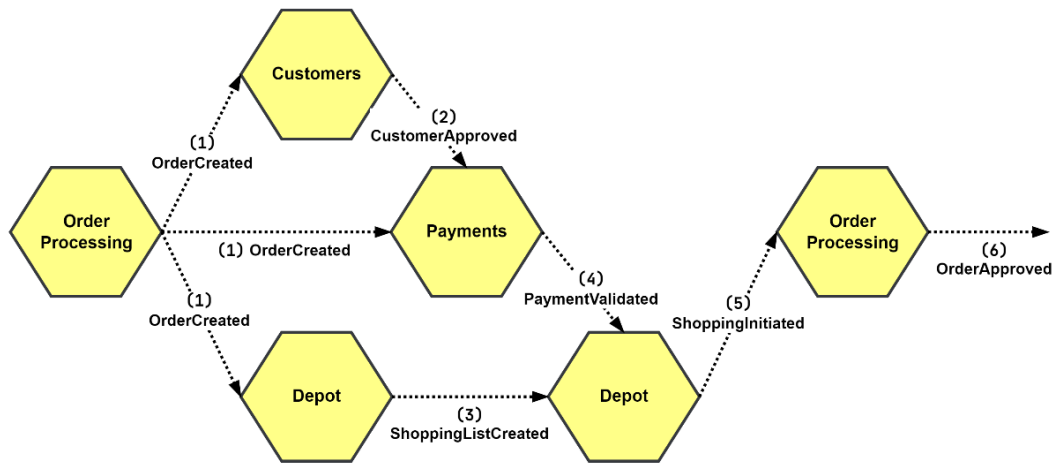 Customers
(1)
OrderCreated
(2)
CustomerApproved
Order
Processing
(1) OrderCreated
Payments
Order
Processing
(6)
OrderApproved
(1)
OrderCreated
(4)
PaymentValidated
(5)
ShoppingInitiated
Depot
(3)
ShoppingListCreated
Depot